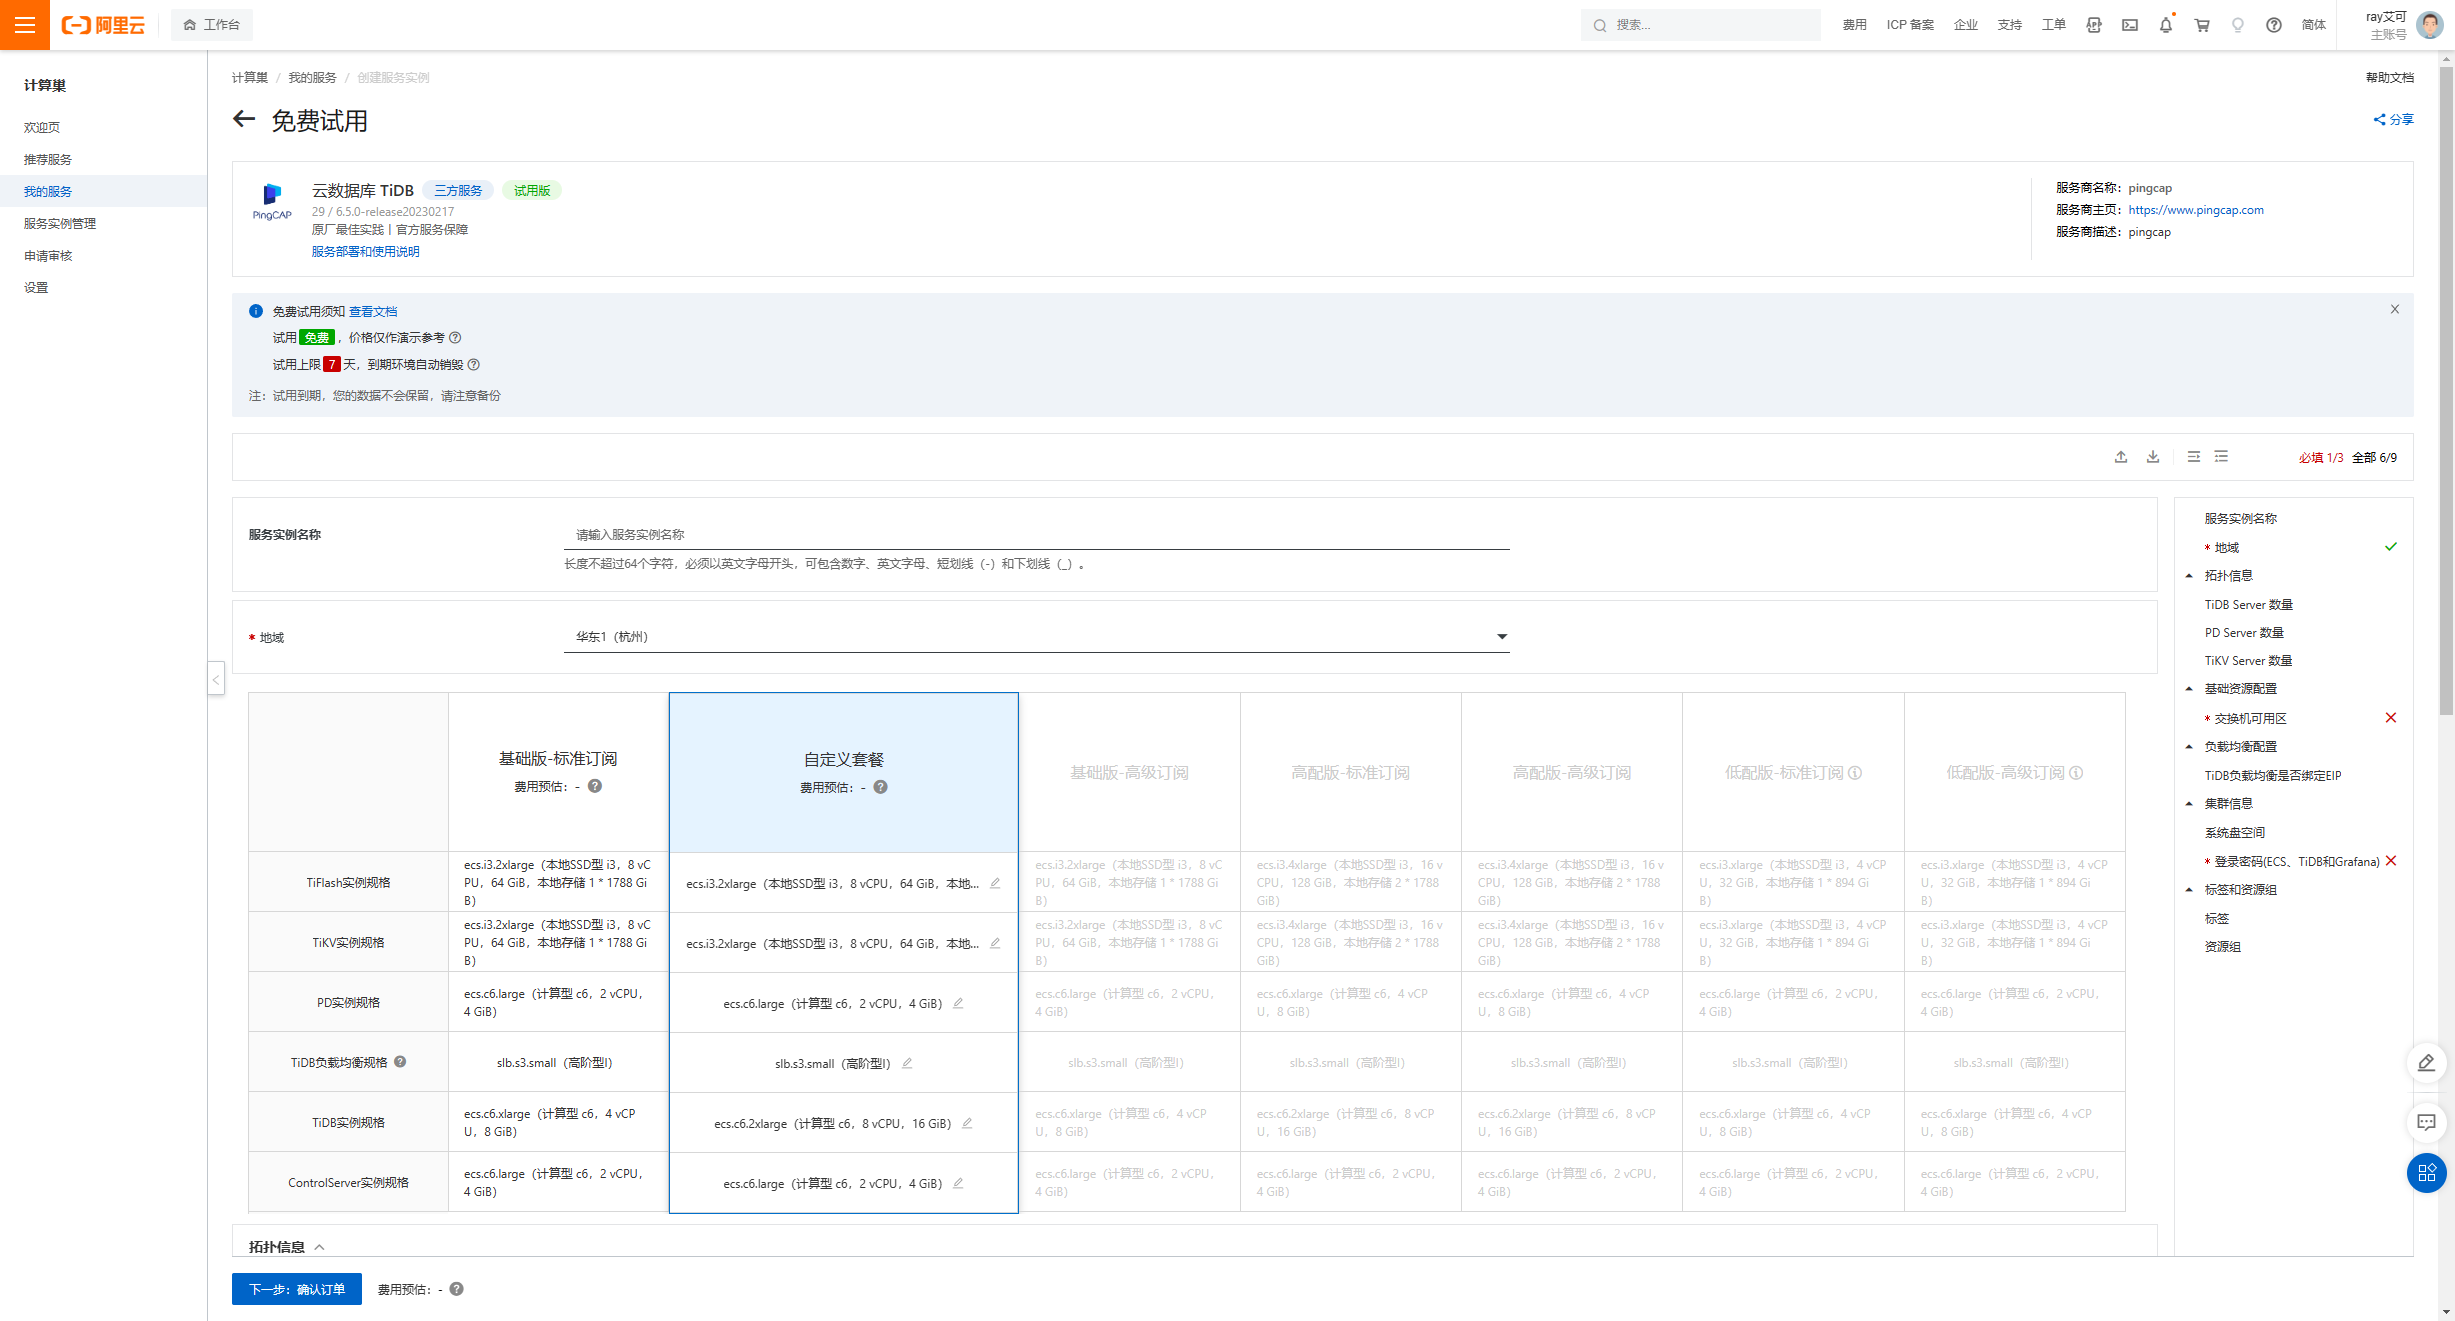 阿里云
工作台
搜索...
费用
ICP 备案
企业
支持
工单
简体
ray艾可
主账号
计算巢
欢迎页
推荐服务
我的服务
服务实例管理
申请审核
设置
计算巢 / 我的服务 / 创建服务实例
帮助文档
免费试用
分享
PingCAP
云数据库 TiDB 三方服务 试用版
29 / 6.5.0-release20230217
原厂最佳实践丨官方服务保障
服务部署和使用说明
服务商名称： pingcap
服务商主页： https://www.pingcap.com
服务商描述： pingcap
免费试用须知 查看文档
试用 免费 ，价格仅作演示参考
试用上限 7 天，到期环境自动销毁
注：试用到期，您的数据不会保留，请注意备份
必填 1/3 全部 6/9
服务实例名称
请输入服务实例名称
长度不超过64个字符，必须以英文字母开头，可包含数字、英文字母、短划线（-）和下划线（_）。
* 地域
华东1（杭州）
基础版-标准订阅
费用预估： -
自定义套餐
费用预估： -
基础版-高级订阅
高配版-标准订阅
高配版-高级订阅
低配版-标准订阅
低配版-高级订阅
TiFlash实例规格
ecs.i3.2xlarge（本地SSD型 i3，8 vC
PU，64 GiB，本地存储 1 * 1788 Gi
B)
ecs.i3.2xlarge（本地SSD型 i3，8 vCPU，64 GiB，本地...
ecs.i3.2xlarge（本地SSD型 i3，8 vC
PU，64 GiB，本地存储 1 * 1788 Gi
B)
ecs.i3.4xlarge（本地SSD型 i3，16 v
CPU，128 GiB，本地存储 2 * 1788
GiB)
ecs.i3.4xlarge（本地SSD型 i3，16 v
CPU，128 GiB，本地存储 2 * 1788
GiB)
ecs.i3.xlarge（本地SSD型 i3，4 vCP
U，32 GiB，本地存储 1 * 894 Gi
B)
ecs.i3.xlarge（本地SSD型 i3，4 vCP
U，32 GiB，本地存储 1 * 894 Gi
B)
TiKV实例规格
ecs.i3.2xlarge（本地SSD型 i3，8 vC
PU，64 GiB，本地存储 1 * 1788 Gi
B)
ecs.i3.2xlarge（本地SSD型 i3，8 vCPU，64 GiB，本地...
ecs.i3.2xlarge（本地SSD型 i3，8 vC
PU，64 GiB，本地存储 1 * 1788 Gi
B)
ecs.i3.4xlarge（本地SSD型 i3，16 v
CPU，128 GiB，本地存储 2 * 1788
GiB)
ecs.i3.4xlarge（本地SSD型 i3，16 v
CPU，128 GiB，本地存储 2 * 1788
GiB)
ecs.i3.xlarge（本地SSD型 i3，4 vCP
U，32 GiB，本地存储 1 * 894 Gi
B)
ecs.i3.xlarge（本地SSD型 i3，4 vCP
U，32 GiB，本地存储 1 * 894 Gi
B)
PD实例规格
ecs.c6.large（计算型 c6，2 vCPU，
4 GiB)
ecs.c6.large（计算型 c6，2 vCPU，4 GiB）
ecs.c6.large（计算型 c6，2 vCPU，
4 GiB)
ecs.c6.xlarge（计算型 c6，4 vCP
U，8 GiB)
ecs.c6.xlarge（计算型 c6，4 vCP
U，8 GiB)
ecs.c6.large（计算型 c6，2 vCPU，
4 GiB)
ecs.c6.large（计算型 c6，2 vCPU，
4 GiB)
TiDB负载均衡规格
slb.s3.small（高阶型I）
slb.s3.small（高阶型I）
slb.s3.small（高阶型I）
slb.s3.small（高阶型I）
slb.s3.small（高阶型I）
slb.s3.small（高阶型I）
slb.s3.small（高阶型I）
TiDB实例规格
ecs.c6.xlarge（计算型 c6，4 vCP
U，8 GiB)
ecs.c6.2xlarge（计算型 c6，8 vCPU，16 GiB）
ecs.c6.xlarge（计算型 c6，4 vCP
U，8 GiB)
ecs.c6.2xlarge（计算型 c6，8 vCP
U，16 GiB)
ecs.c6.2xlarge（计算型 c6，8 vCP
U，16 GiB)
ecs.c6.xlarge（计算型 c6，4 vCP
U，8 GiB)
ecs.c6.xlarge（计算型 c6，4 vCP
U，8 GiB)
ControlServer实例规格
ecs.c6.large（计算型 c6，2 vCPU，
4 GiB)
ecs.c6.large（计算型 c6，2 vCPU，4 GiB）
ecs.c6.large（计算型 c6，2 vCPU，
4 GiB)
ecs.c6.large（计算型 c6，2 vCPU，
4 GiB)
ecs.c6.large（计算型 c6，2 vCPU，
4 GiB)
ecs.c6.large（计算型 c6，2 vCPU，
4 GiB)
ecs.c6.large（计算型 c6，2 vCPU，
4 GiB)
拓扑信息
下一步：确认订单
费用预估： -
服务实例名称
* 地域
拓扑信息
TiDB Server 数量
PD Server 数量
TiKV Server 数量
基础资源配置
* 交换机可用区
负载均衡配置
TiDB负载均衡是否绑定EIP
集群信息
系统盘空间
* 登录密码(ECS、TiDB和Grafana)
标签和资源组
标签
资源组